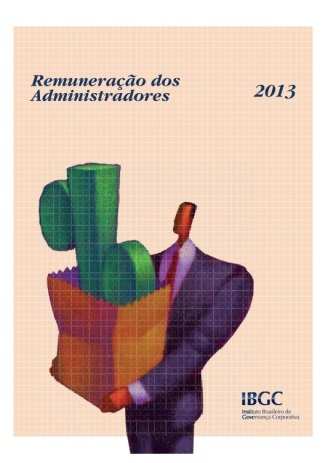 Remuneração dos
Administradores
2013
IBGC
Instituto Brasileiro de
Governança Corporativa